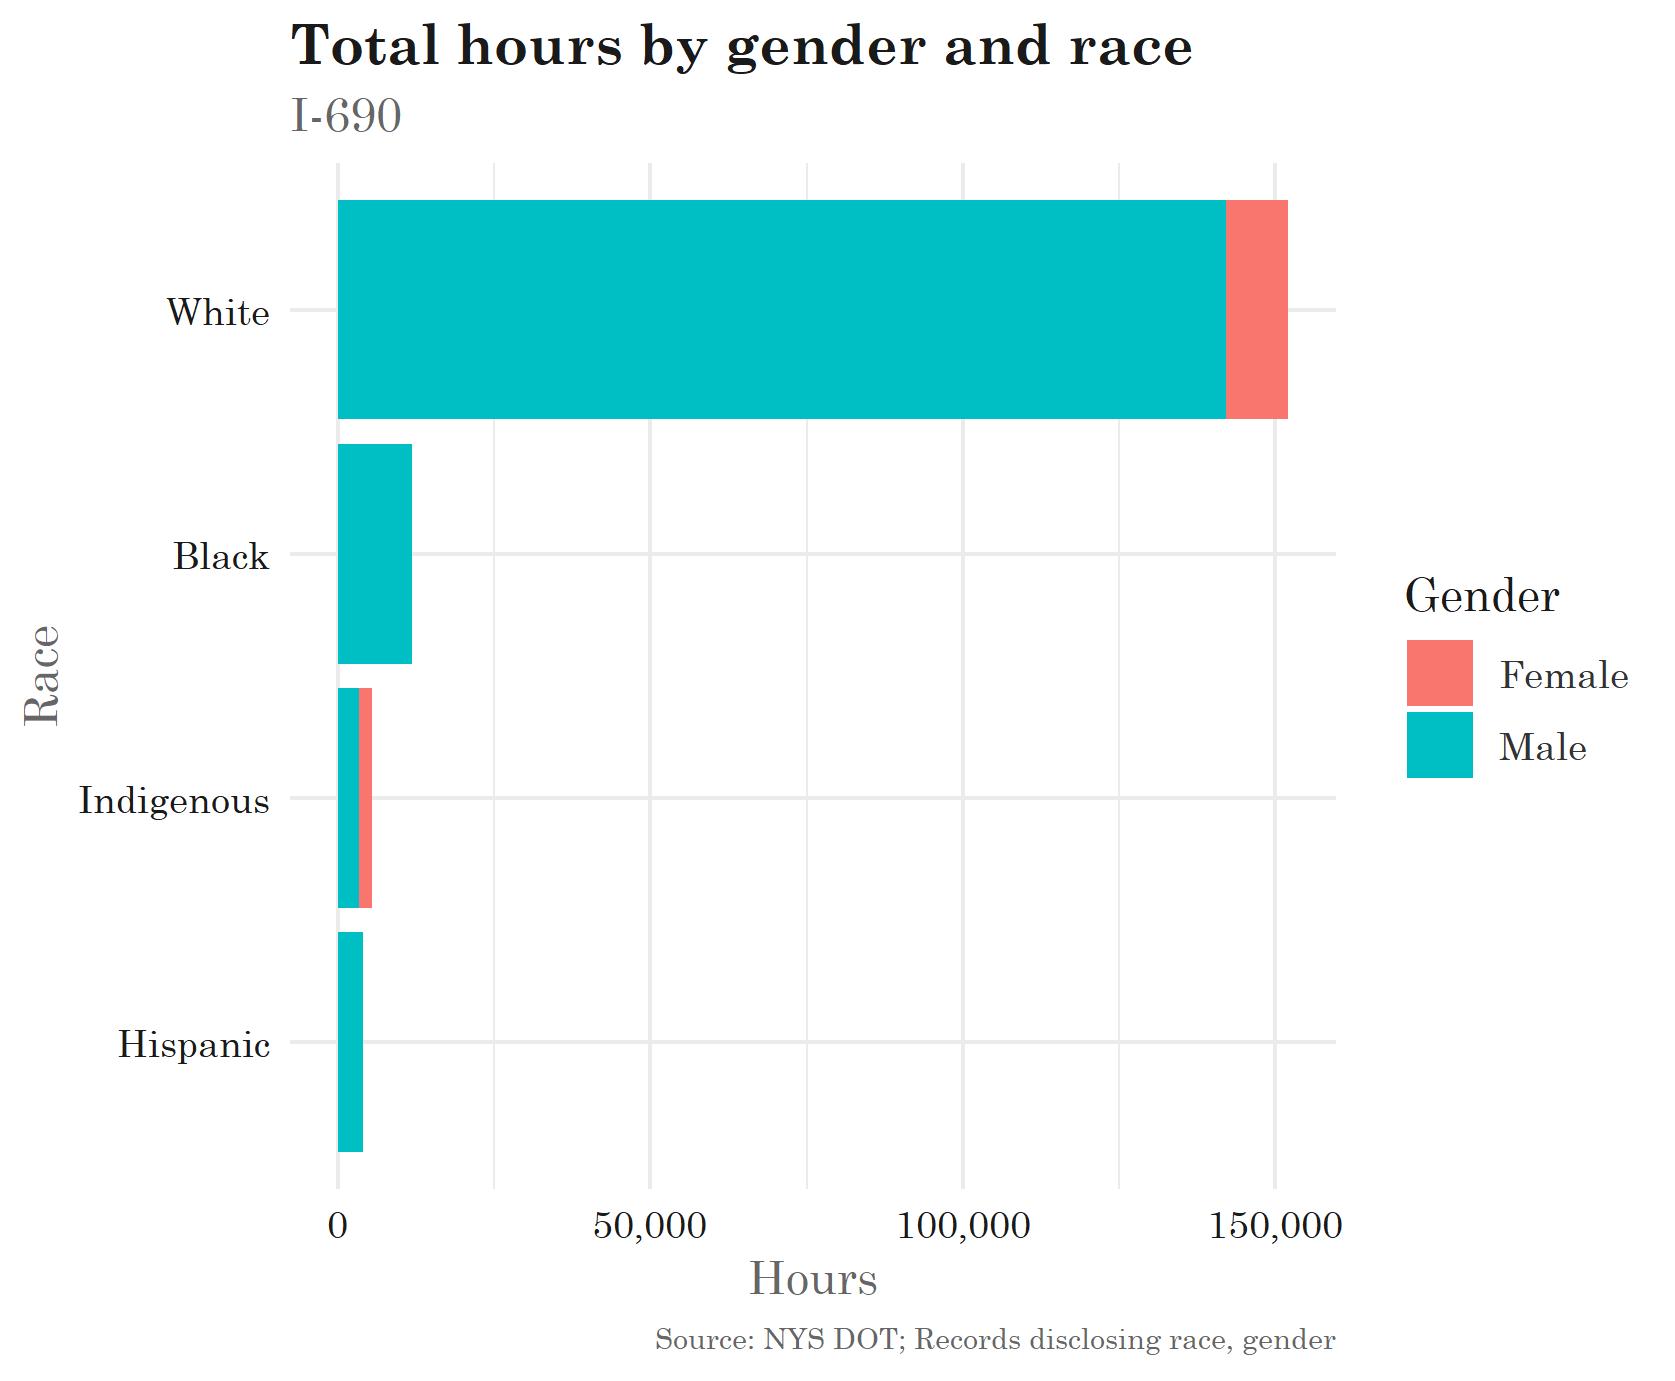 Total hours by gender and race
I-690
White
Black
Indigenous
Hispanic
Race
0 50,000 100,000 150,000
Hours
Gender
Female
Male
Source: NYS DOT; Records disclosing race, gender